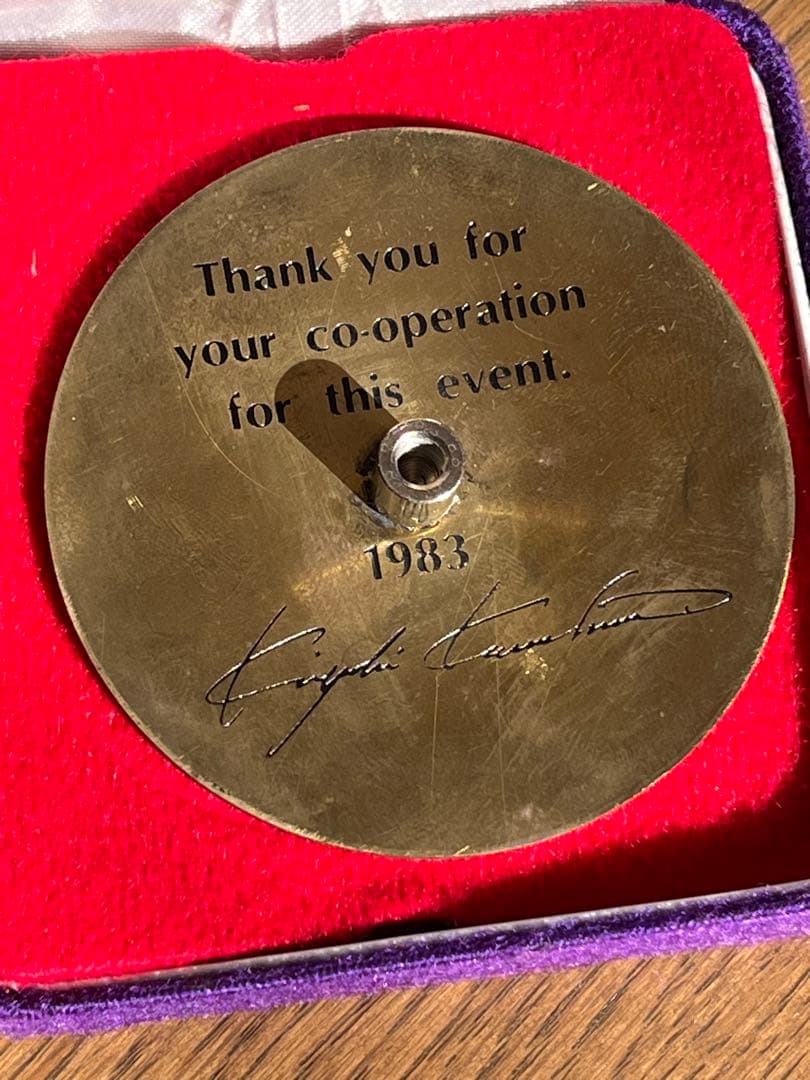 Thank you for
your co-operation
for this event.
1983